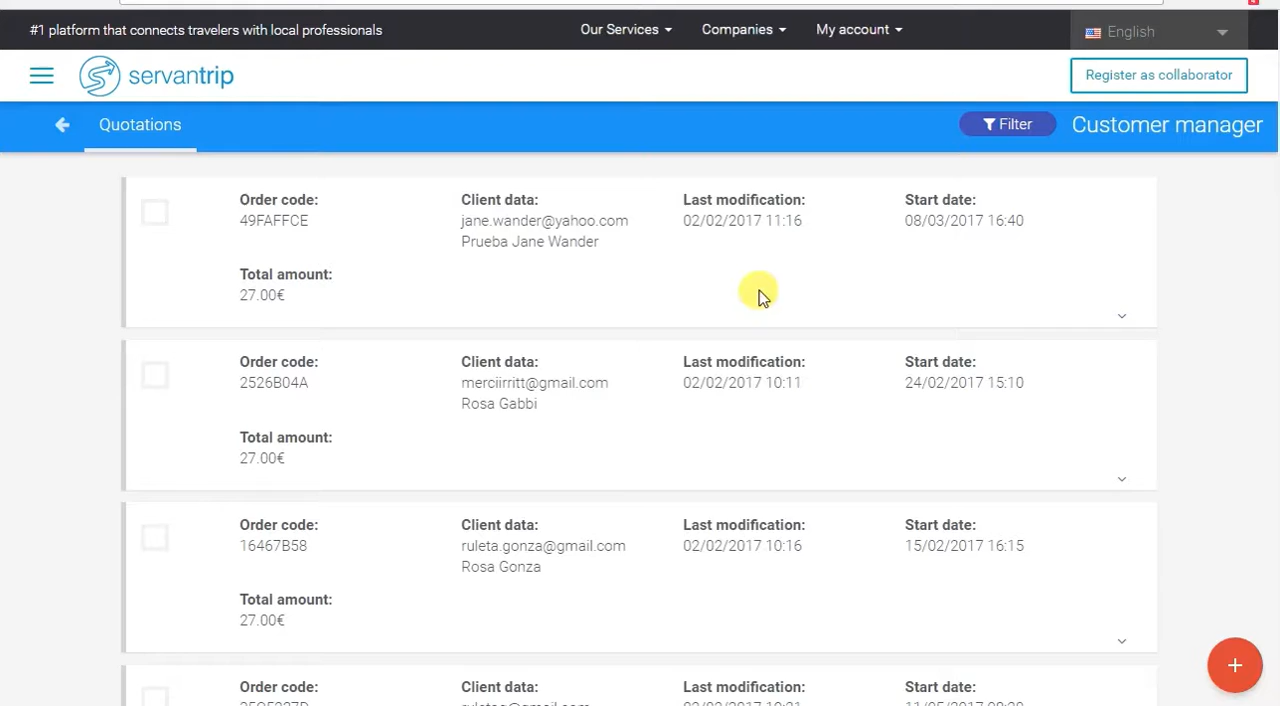 #1 platform that connects travelers with local professionals
Our Services
Companies
My account
English
servantrip
Register as collaborator
Quotations
Filter
Customer manager
Order code:
Client data:
Last modification:
Start date:
49FAFFCE
jane.wander@yahoo.com
02/02/2017 11:16
08/03/2017 16:40
Prueba Jane Wander
Total amount:
27.00€
Order code:
Client data:
Last modification:
Start date:
2526B04A
merciirritt@gmail.com
02/02/2017 10:11
24/02/2017 15:10
Rosa Gabbi
Total amount:
27.00€
Order code:
Client data:
Last modification:
Start date:
16467B58
ruleta.gonza@gmail.com
02/02/2017 10:16
15/02/2017 16:15
Rosa Gonza
Total amount:
27.00€
+
Order code:
Client data:
Last modification:
Start date: